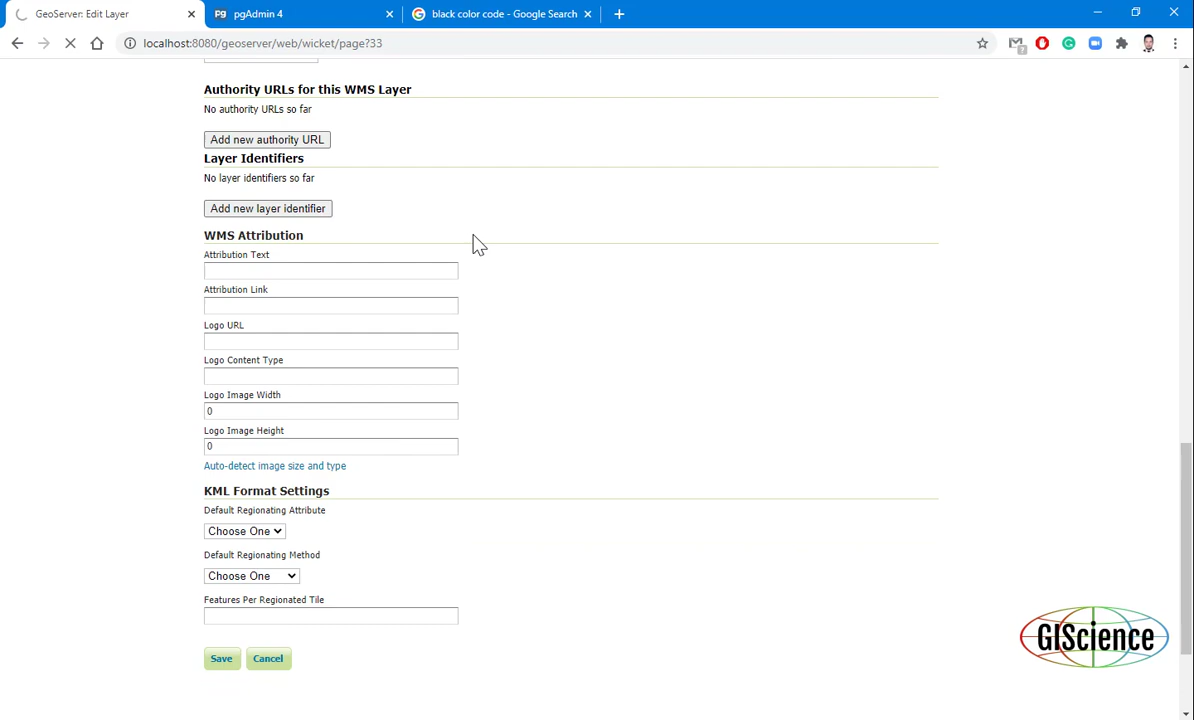 GeoServer: Edit Layer
pgAdmin 4
black color code - Google Search
localhost:8080/geoserver/web/wicket/page?33
Authority URLs for this WMS Layer
No authority URLs so far
Add new authority URL
Layer Identifiers
No layer identifiers so far
Add new layer identifier
WMS Attribution
Attribution Text
Attribution Link
Logo URL
Logo Content Type
Logo Image Width
0
Logo Image Height
0
Auto-detect image size and type
KML Format Settings
Default Regionating Attribute
Choose One
Default Regionating Method
Choose One
Features Per Regionated Tile
Save Cancel
GIScience